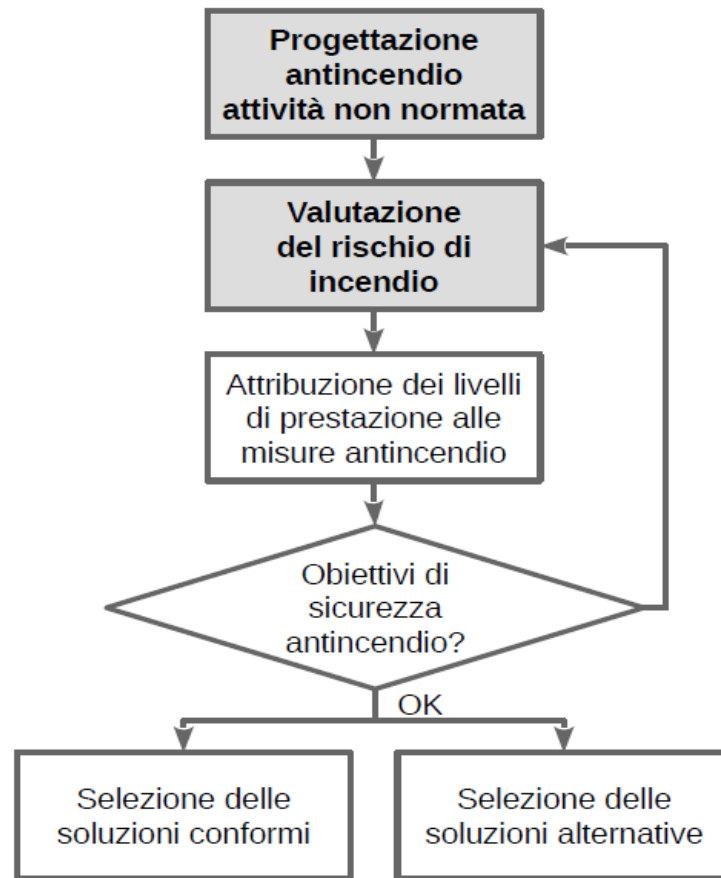 Progettazione
antincendio
attività non normata
Valutazione
del rischio di
incendio
Attribuzione dei livelli
di prestazione alle
misure antincendio
Obiettivi di
sicurezza
antincendio?
OK
Selezione delle
soluzioni conformi
Selezione delle
soluzioni alternative